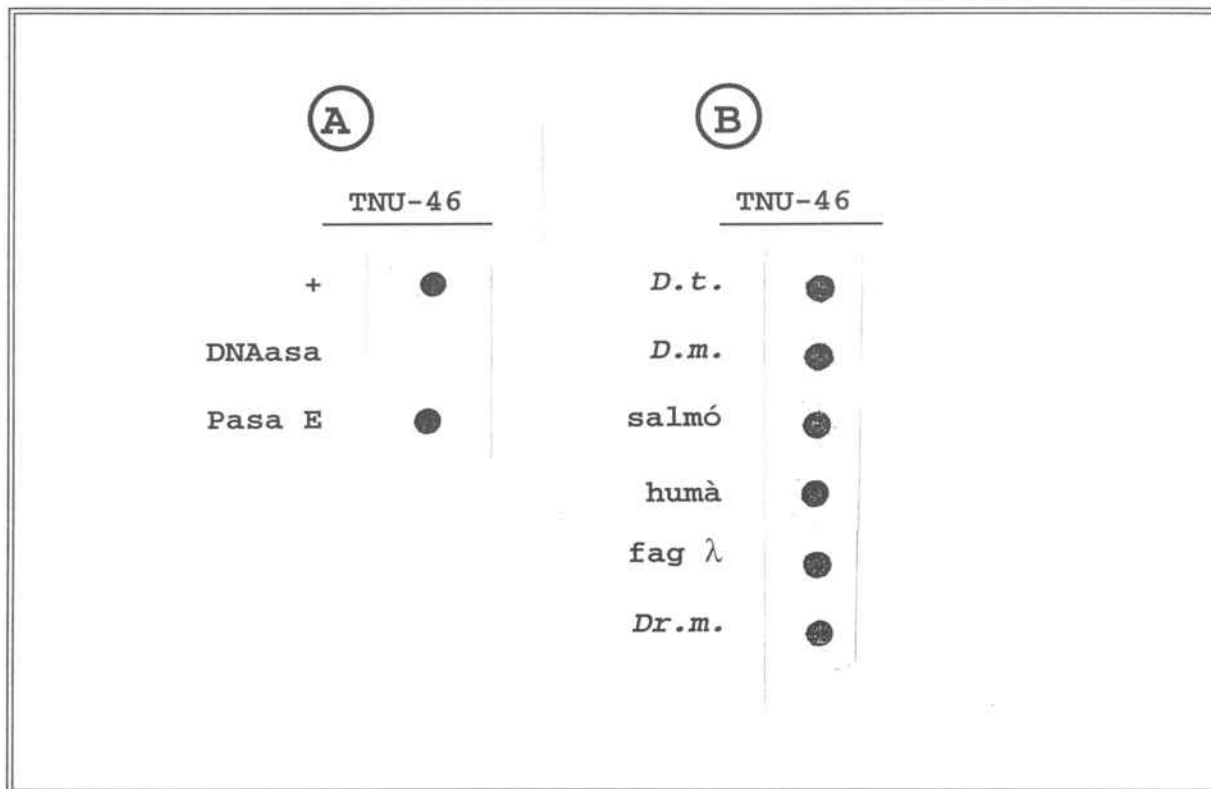 A
TNU-46
+
DNAasa
Pasa E
B
TNU-46
D.t.
D.m.
salmó
humà
fag λ
Dr.m.